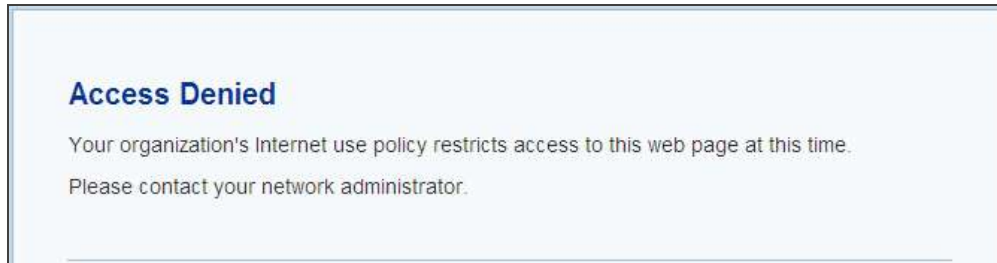 Access Denied
Your organization's Internet use policy restricts access to this web page at this time.
Please contact your network administrator.